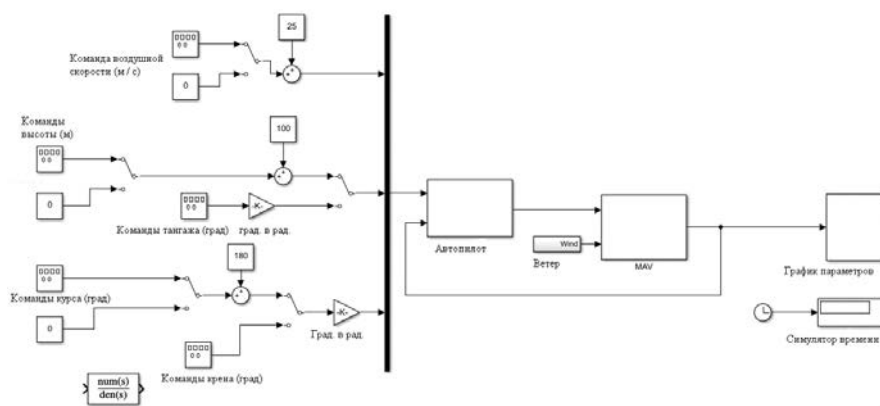 25
Команда воздушной
скорости (м / с)
0
Команды
высоты (м)
100
0
-K-
Команды тангажа (град)
град. в рад.
180
Команды курса (град)
0
-K-
Град. в рад.
Команды крена (град)
num(s)
den(s)
Автопилот
Wind
Ветер
MAV
График параметров
Симулятор времени